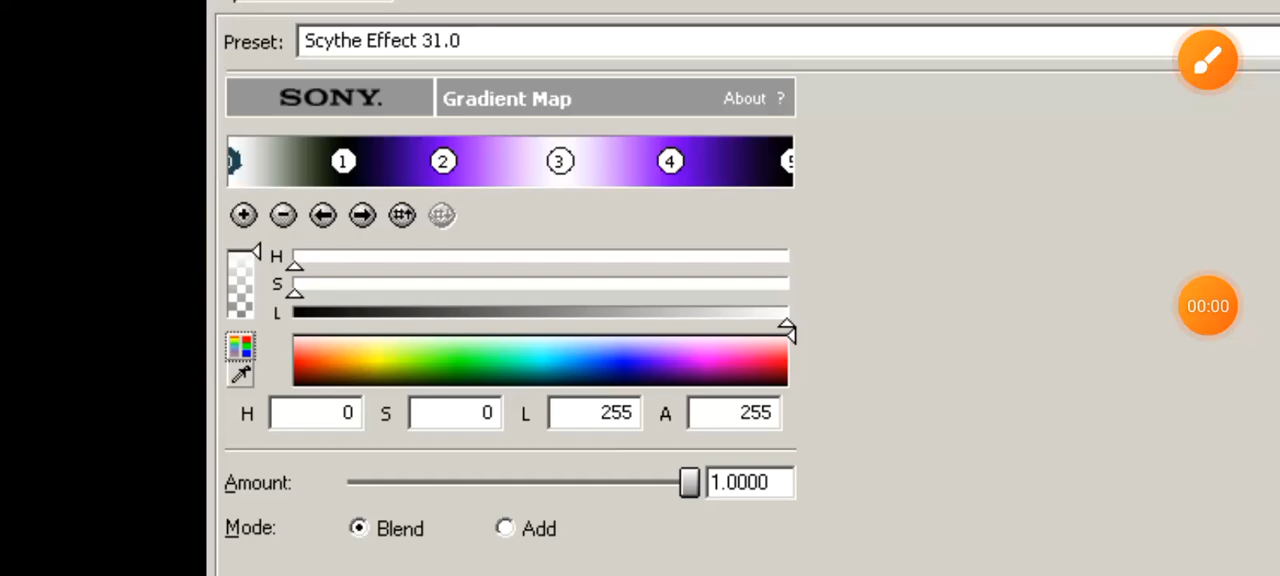 Preset: Scythe Effect 31.0
SONY. Gradient Map About ?
1 2 3 4
H
S
L
H 0 S 0 L 255 A 255
Amount: 1.0000
Mode: Blend Add
00:00